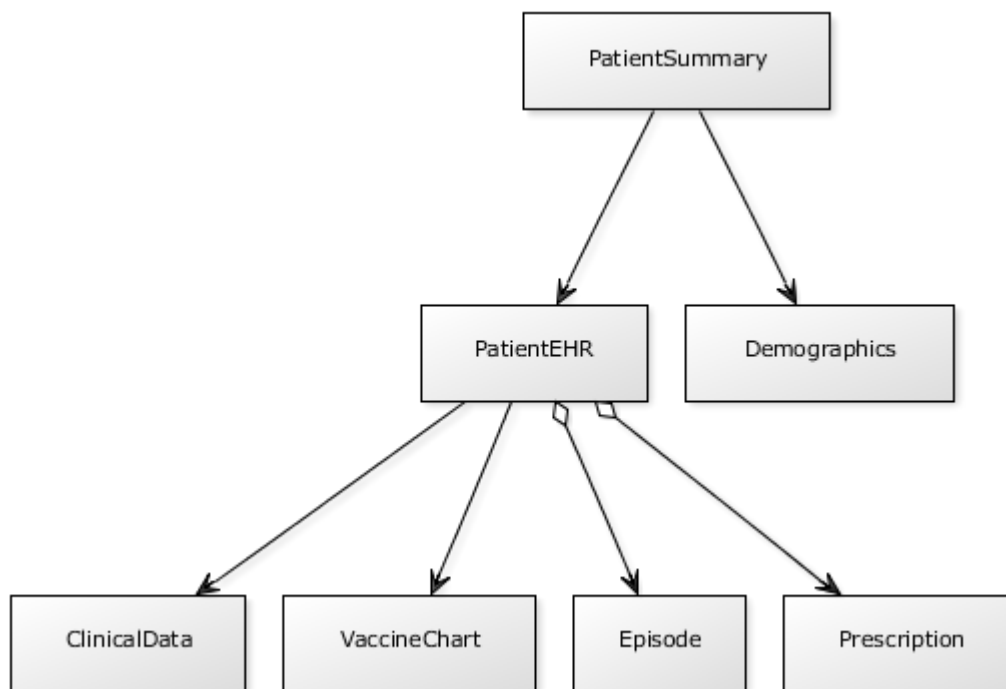 PatientSummary
PatientEHR
Demographics
ClinicalData
VaccineChart
Episode
Prescription